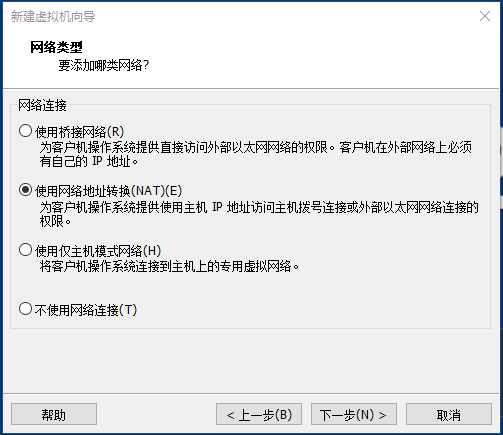 新建虚拟机向导
网络类型
要添加哪类网络?
网络连接
使用桥接网络(R)
为客户机操作系统提供直接访问外部以太网网络的权限。客户机在外部网络上必须
有自己的 IP 地址。
使用网络地址转换(NAT)(E)
为客户机操作系统提供使用主机 IP 地址访问主机拨号连接或外部以太网网络连接的
权限。
使用仅主机模式网络(H)
将客户机操作系统连接到主机上的专用虚拟网络。
不使用网络连接(T)
帮助
< 上一步(B)
下一步(N) >
取消